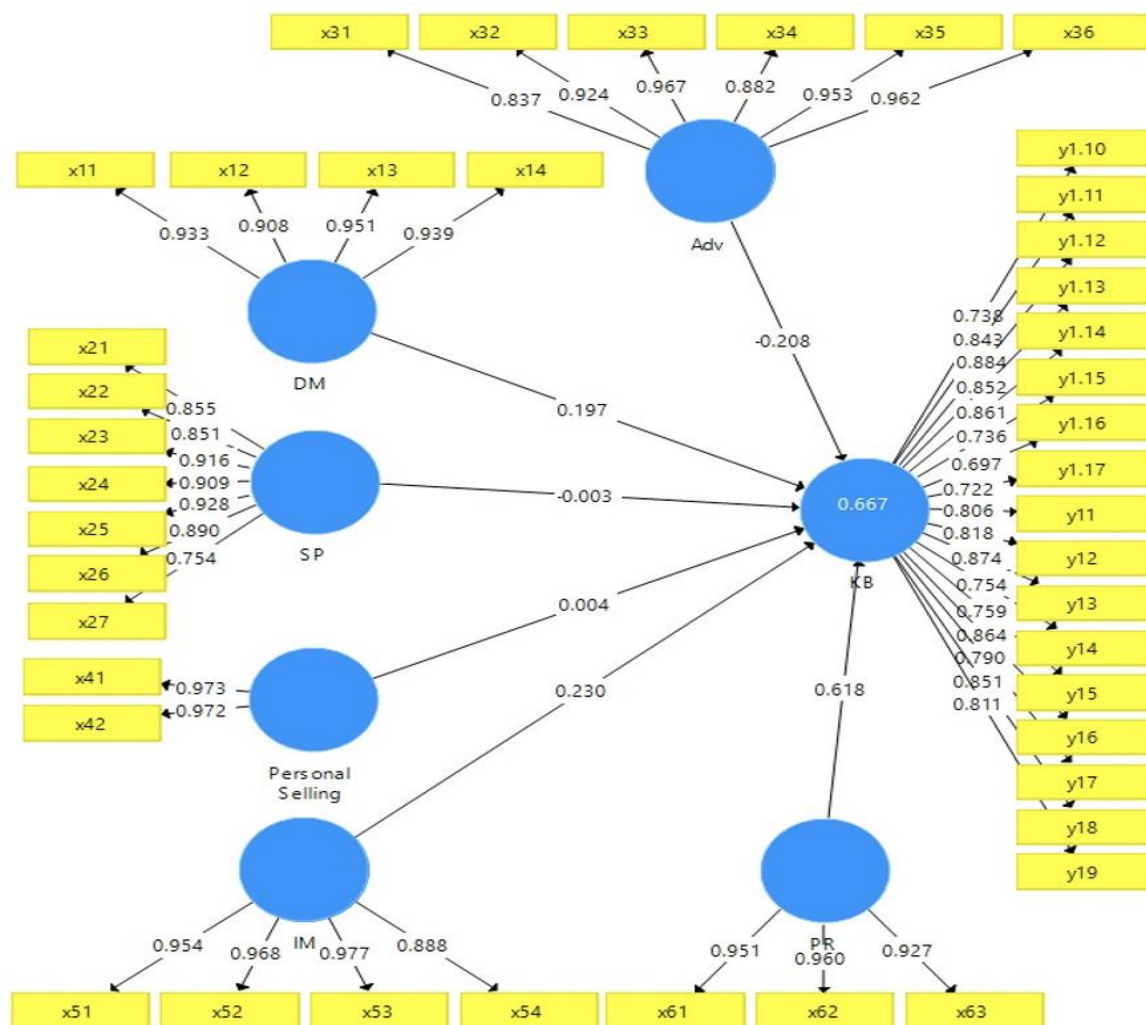 x31 x32 x33 x34 x35 x36
0.837 0.924 0.967 0.882 0.953 0.962
Adv
x11 x12 x13 x14
0.933 0.908 0.951 0.939
DM
x21
x22
x23
x24
x25
x26
x27
0.855
0.851
0.916
0.909
0.928
0.890
0.754
SP
x41
x42
0.973
0.972
Personal
Selling
-0.208
0.197
-0.003
0.004
0.230
0.618
0.667
KB
y1.10
y1.11
y1.12
y1.13
y1.14
y1.15
y1.16
y1.17
y11
y12
y13
y14
y15
y16
y17
y18
y19
0.738
0.843
0.884
0.852
0.861
0.736
0.697
0.722
0.806
0.818
0.874
0.754
0.759
0.864
0.790
0.851
0.811
IM
0.954 0.968 0.977 0.888
x51 x52 x53 x54
PR
0.951 0.960 0.927
x61 x62 x63